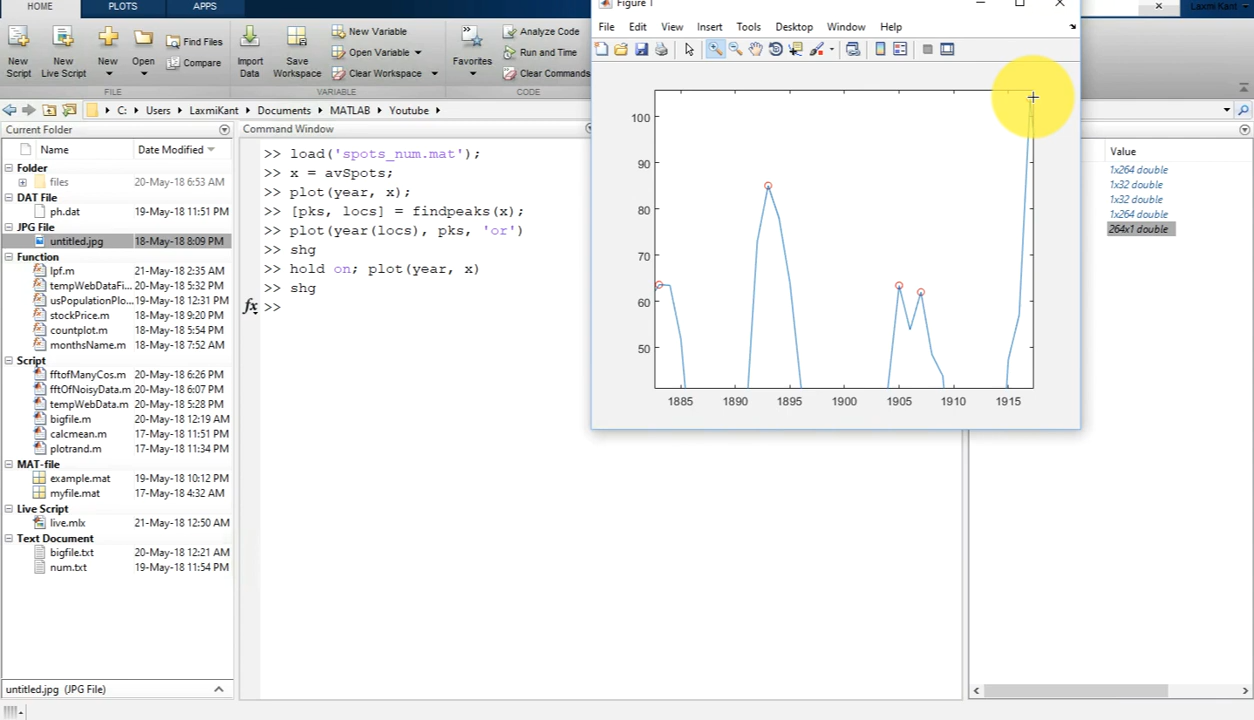 HOME PLOTS APPS
Laxmi Kant
New Script
New Live Script
New
Open
Find Files
Compare
Import Data
Save Workspace
New Variable
Open Variable
Clear Workspace
Favorites
Analyze Code
Run and Time
Clear Commands
FILE VARIABLE CODE
C: Users LaxmiKant Documents MATLAB Youtube
Current Folder
Name Date Modified
Folder
files 20-May-18 6:53 AM
DAT File
ph.dat 19-May-18 11:51 PM
JPG File
untitled.jpg 18-May-18 8:09 PM
Function
lpf.m 21-May-18 2:35 AM
tempWebDataFi... 20-May-18 5:32 PM
usPopulationPlo... 19-May-18 12:31 PM
stockPrice.m 18-May-18 9:20 PM
countplot.m 18-May-18 5:54 PM
monthsName.m 18-May-18 7:52 AM
Script
fftofManyCos.m 20-May-18 6:26 PM
fftOfNoisyData.m 20-May-18 6:07 PM
tempWebData.m 20-May-18 5:28 PM
bigfile.m 20-May-18 12:19 AM
calcmean.m 17-May-18 11:51 PM
plotrand.m 17-May-18 11:34 PM
MAT-file
example.mat 19-May-18 10:12 PM
myfile.mat 17-May-18 4:32 AM
Live Script
live.mlx 21-May-18 12:50 AM
Text Document
bigfile.txt 20-May-18 12:21 AM
num.txt 19-May-18 11:54 PM
untitled.jpg (JPG File)
Command Window
>> load('spots_num.mat');
>> x = avSpots;
>> plot(year, x);
>> [pks, locs] = findpeaks(x);
>> plot(year(locs), pks, 'or')
>> shg
>> hold on; plot(year, x)
>> shg
fx >>
Figure 1
File Edit View Insert Tools Desktop Window Help
100
90
80
70
60
50
1885 1890 1895 1900 1905 1910 1915
Value
1x264 double
1x32 double
1x32 double
1x264 double
264x1 double